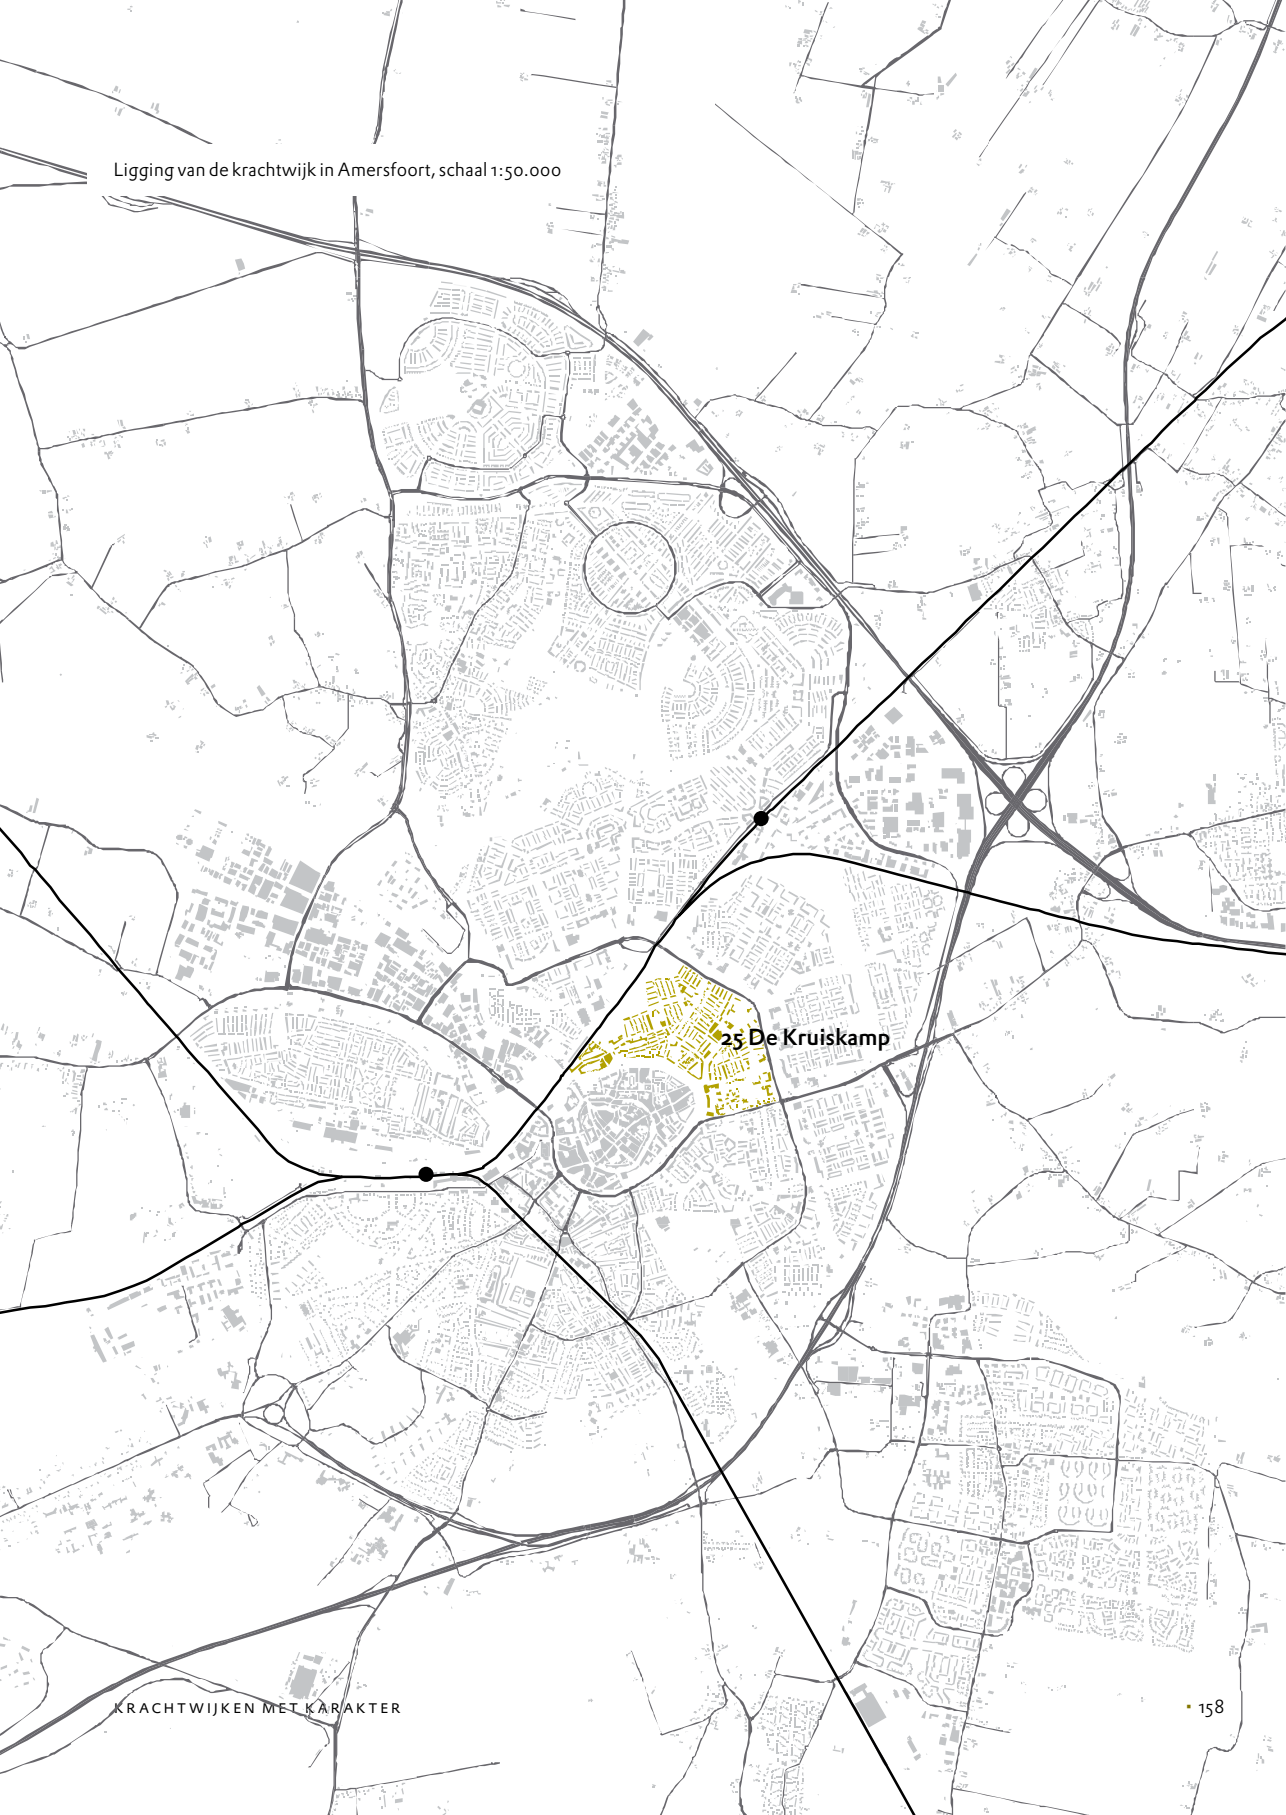 Ligging van de krachtwijk in Amersfoort, schaal 1:50.000
25 De Kruiskamp
KRACHTWIJKEN MET KARAKTER
158